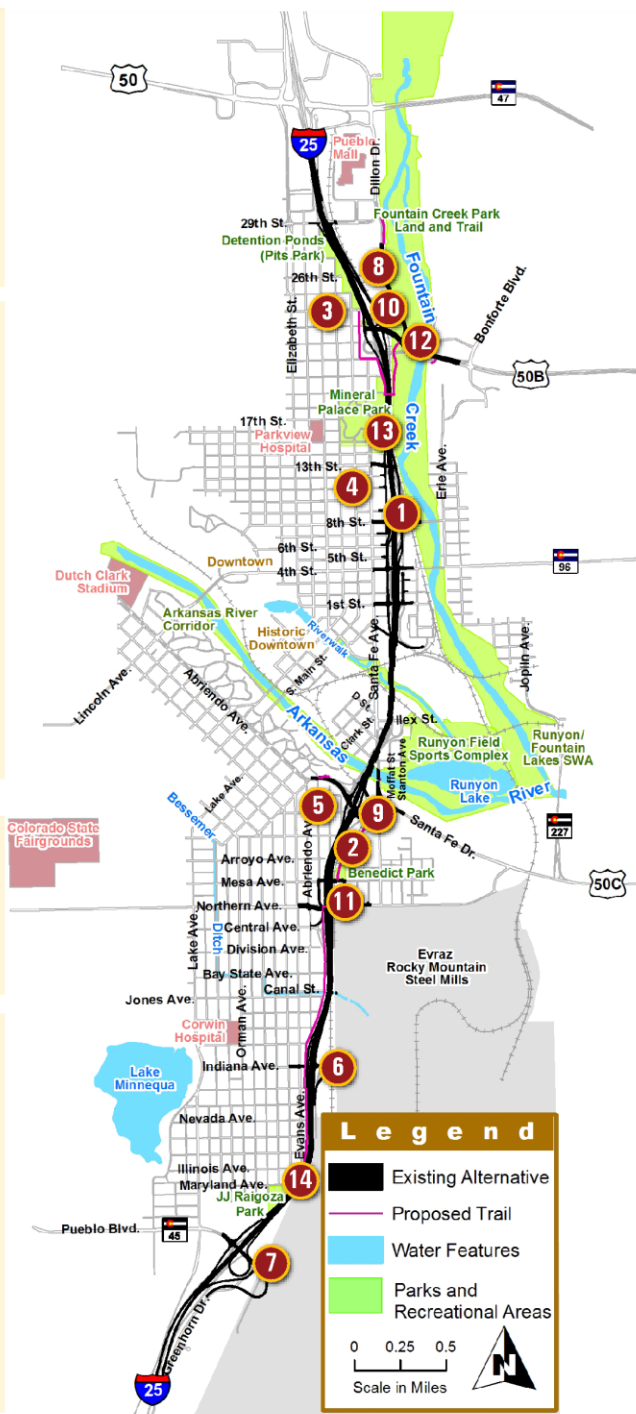 50
47
25
Pueblo
Mall
Dillon Dr.
29th St.
Fountain Creek Park
Land and Trail
Detention Ponds
(Pits Park)
8
Fountain
26th St.
10
Bonforte Blvd.
3
12
Elizabeth St.
50B
Creek
Mineral
Palace Park
17th St.
13
Parkview
Hospital
Erie Ave.
13th St.
4
1
8th St.
6th St.
5th St.
Downtown
4th St.
96
Dutch Clark
Stadium
Arkansas River
Corridor
1st St.
Riverwalk
Historic
Downtown
Santa Fe Ave.
Joplin Ave.
S. Main St.
Lincoln Ave.
Abriendo Ave.
D St.
Clark St.
Ilex St.
Arkansas
Runyon Field
Sports Complex
Runyon/
Fountain
Lakes SWA
Moffat St
Stanton Ave
Runyon
Lake
River
Lake Ave.
Bessemer
5
9
Santa Fe Dr.
227
Colorado State
Fairgrounds
Abriendo Av
2
Arroyo Ave.
Benedict Park
50C
Mesa Ave.
Northern Ave.
11
Central Ave.
Lake Ave.
Ditch
Division Ave.
Evraz
Rocky Mountain
Steel Mills
Bay State Ave.
Canal St.
Jones Ave.
Orman Ave.
Corwin
Hospital
Indiana Ave.
6
Lake
Minnequa
Evans Ave.
Nevada Ave.
Illinois Ave.
Maryland Ave.
14
JJ Raigoza
Park
Pueblo Blvd.
45
7
Greenhorn Dr.
25
Legend
Existing Alternative
Proposed Trail
Water Features
Parks and
Recreational Areas
0 0.25 0.5
Scale in Miles
N